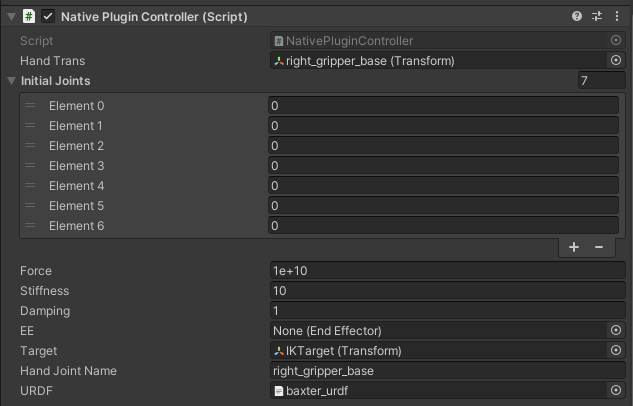 Native Plugin Controller (Script)
Script NativePluginController
Hand Trans right_gripper_base (Transform)
Initial Joints 7
Element 0 0
Element 1 0
Element 2 0
Element 3 0
Element 4 0
Element 5 0
Element 6 0
+ −
Force 1e+10
Stiffness 10
Damping 1
EE None (End Effector)
Target IKTarget (Transform)
Hand Joint Name right_gripper_base
URDF baxter_urdf